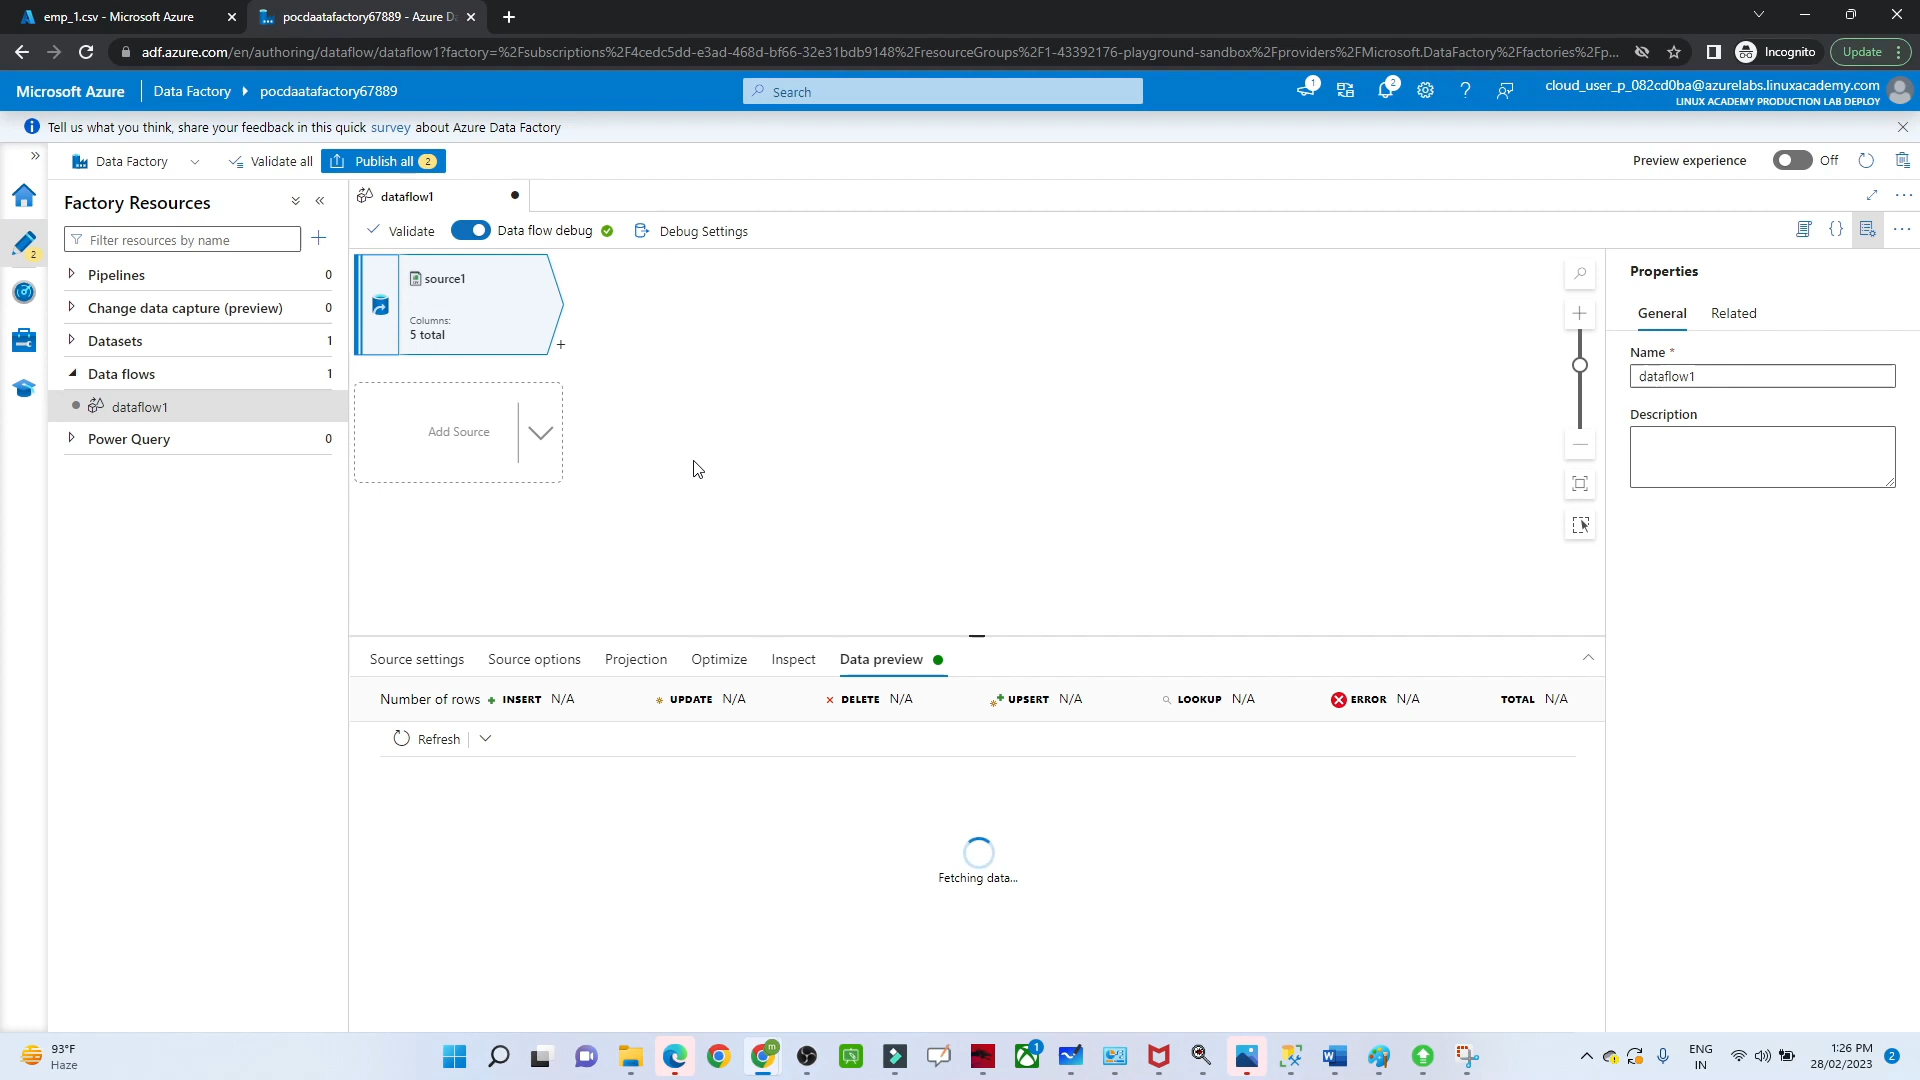 emp_1.csv - Microsoft Azure
pocdaatafactory67889 - Azure Da
adf.azure.com/en/authoring/dataflow/dataflow1?factory=%2Fsubscriptions%2F4cedc5dd-e3ad-468d-bf66-32e31bdb9148%2FresourceGroups%2F1-43392176-playground-sandbox%2Fproviders%2FMicrosoft.DataFactory%2Ffactories%2Fp...
Incognito
Update
Microsoft Azure
Data Factory
pocdaatafactory67889
Search
1
2
cloud_user_p_082cd0ba@azurelabs.linuxacademy.com
LINUX ACADEMY PRODUCTION LAB DEPLOY
Tell us what you think, share your feedback in this quick survey about Azure Data Factory
Data Factory
Validate all
Publish all 2
Preview experience
Off
Factory Resources
dataflow1
Filter resources by name
Validate
Data flow debug
Debug Settings
2
Pipelines 0
Change data capture (preview) 0
Datasets 1
Data flows 1
dataflow1
Power Query 0
source1
Columns:
5 total
+
Add Source
Properties
General
Related
Name *
dataflow1
Description
Source settings
Source options
Projection
Optimize
Inspect
Data preview
Number of rows + INSERT N/A
UPDATE N/A
DELETE N/A
UPSERT N/A
LOOKUP N/A
ERROR N/A
TOTAL N/A
Refresh
Fetching data...
93°F
Haze
m
1
ENG
IN
1:26 PM
28/02/2023
2